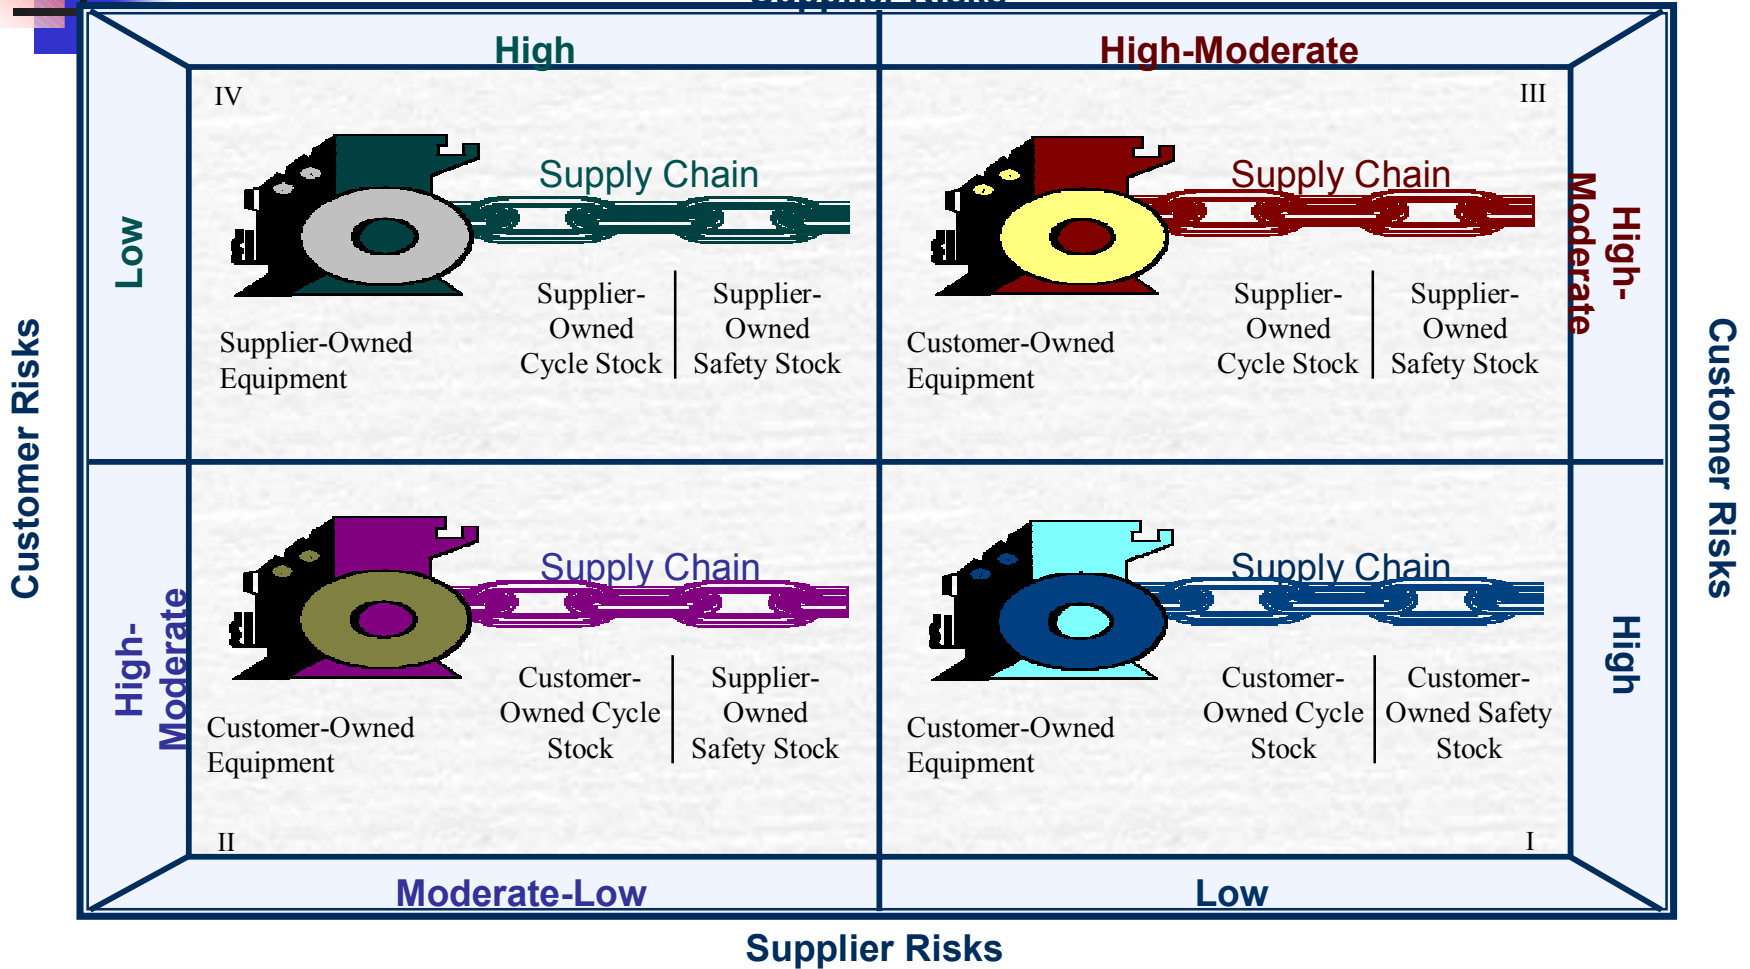 Supplier Risks
High
High-Moderate
IV
III
Supply Chain
Supply Chain
Low
High-
Moderate
Supplier-
Owned
Cycle Stock
Supplier-
Owned
Safety Stock
Supplier-Owned
Equipment
Supplier-
Owned
Cycle Stock
Supplier-
Owned
Safety Stock
Customer-Owned
Equipment
Customer Risks
Customer Risks
Supply Chain
Supply Chain
High-
Moderate
High
Customer-
Owned Cycle
Stock
Supplier-
Owned
Safety Stock
Customer-Owned
Equipment
Customer-
Owned Cycle
Stock
Customer-
Owned Safety
Stock
Customer-Owned
Equipment
II
I
Moderate-Low
Low
Supplier Risks